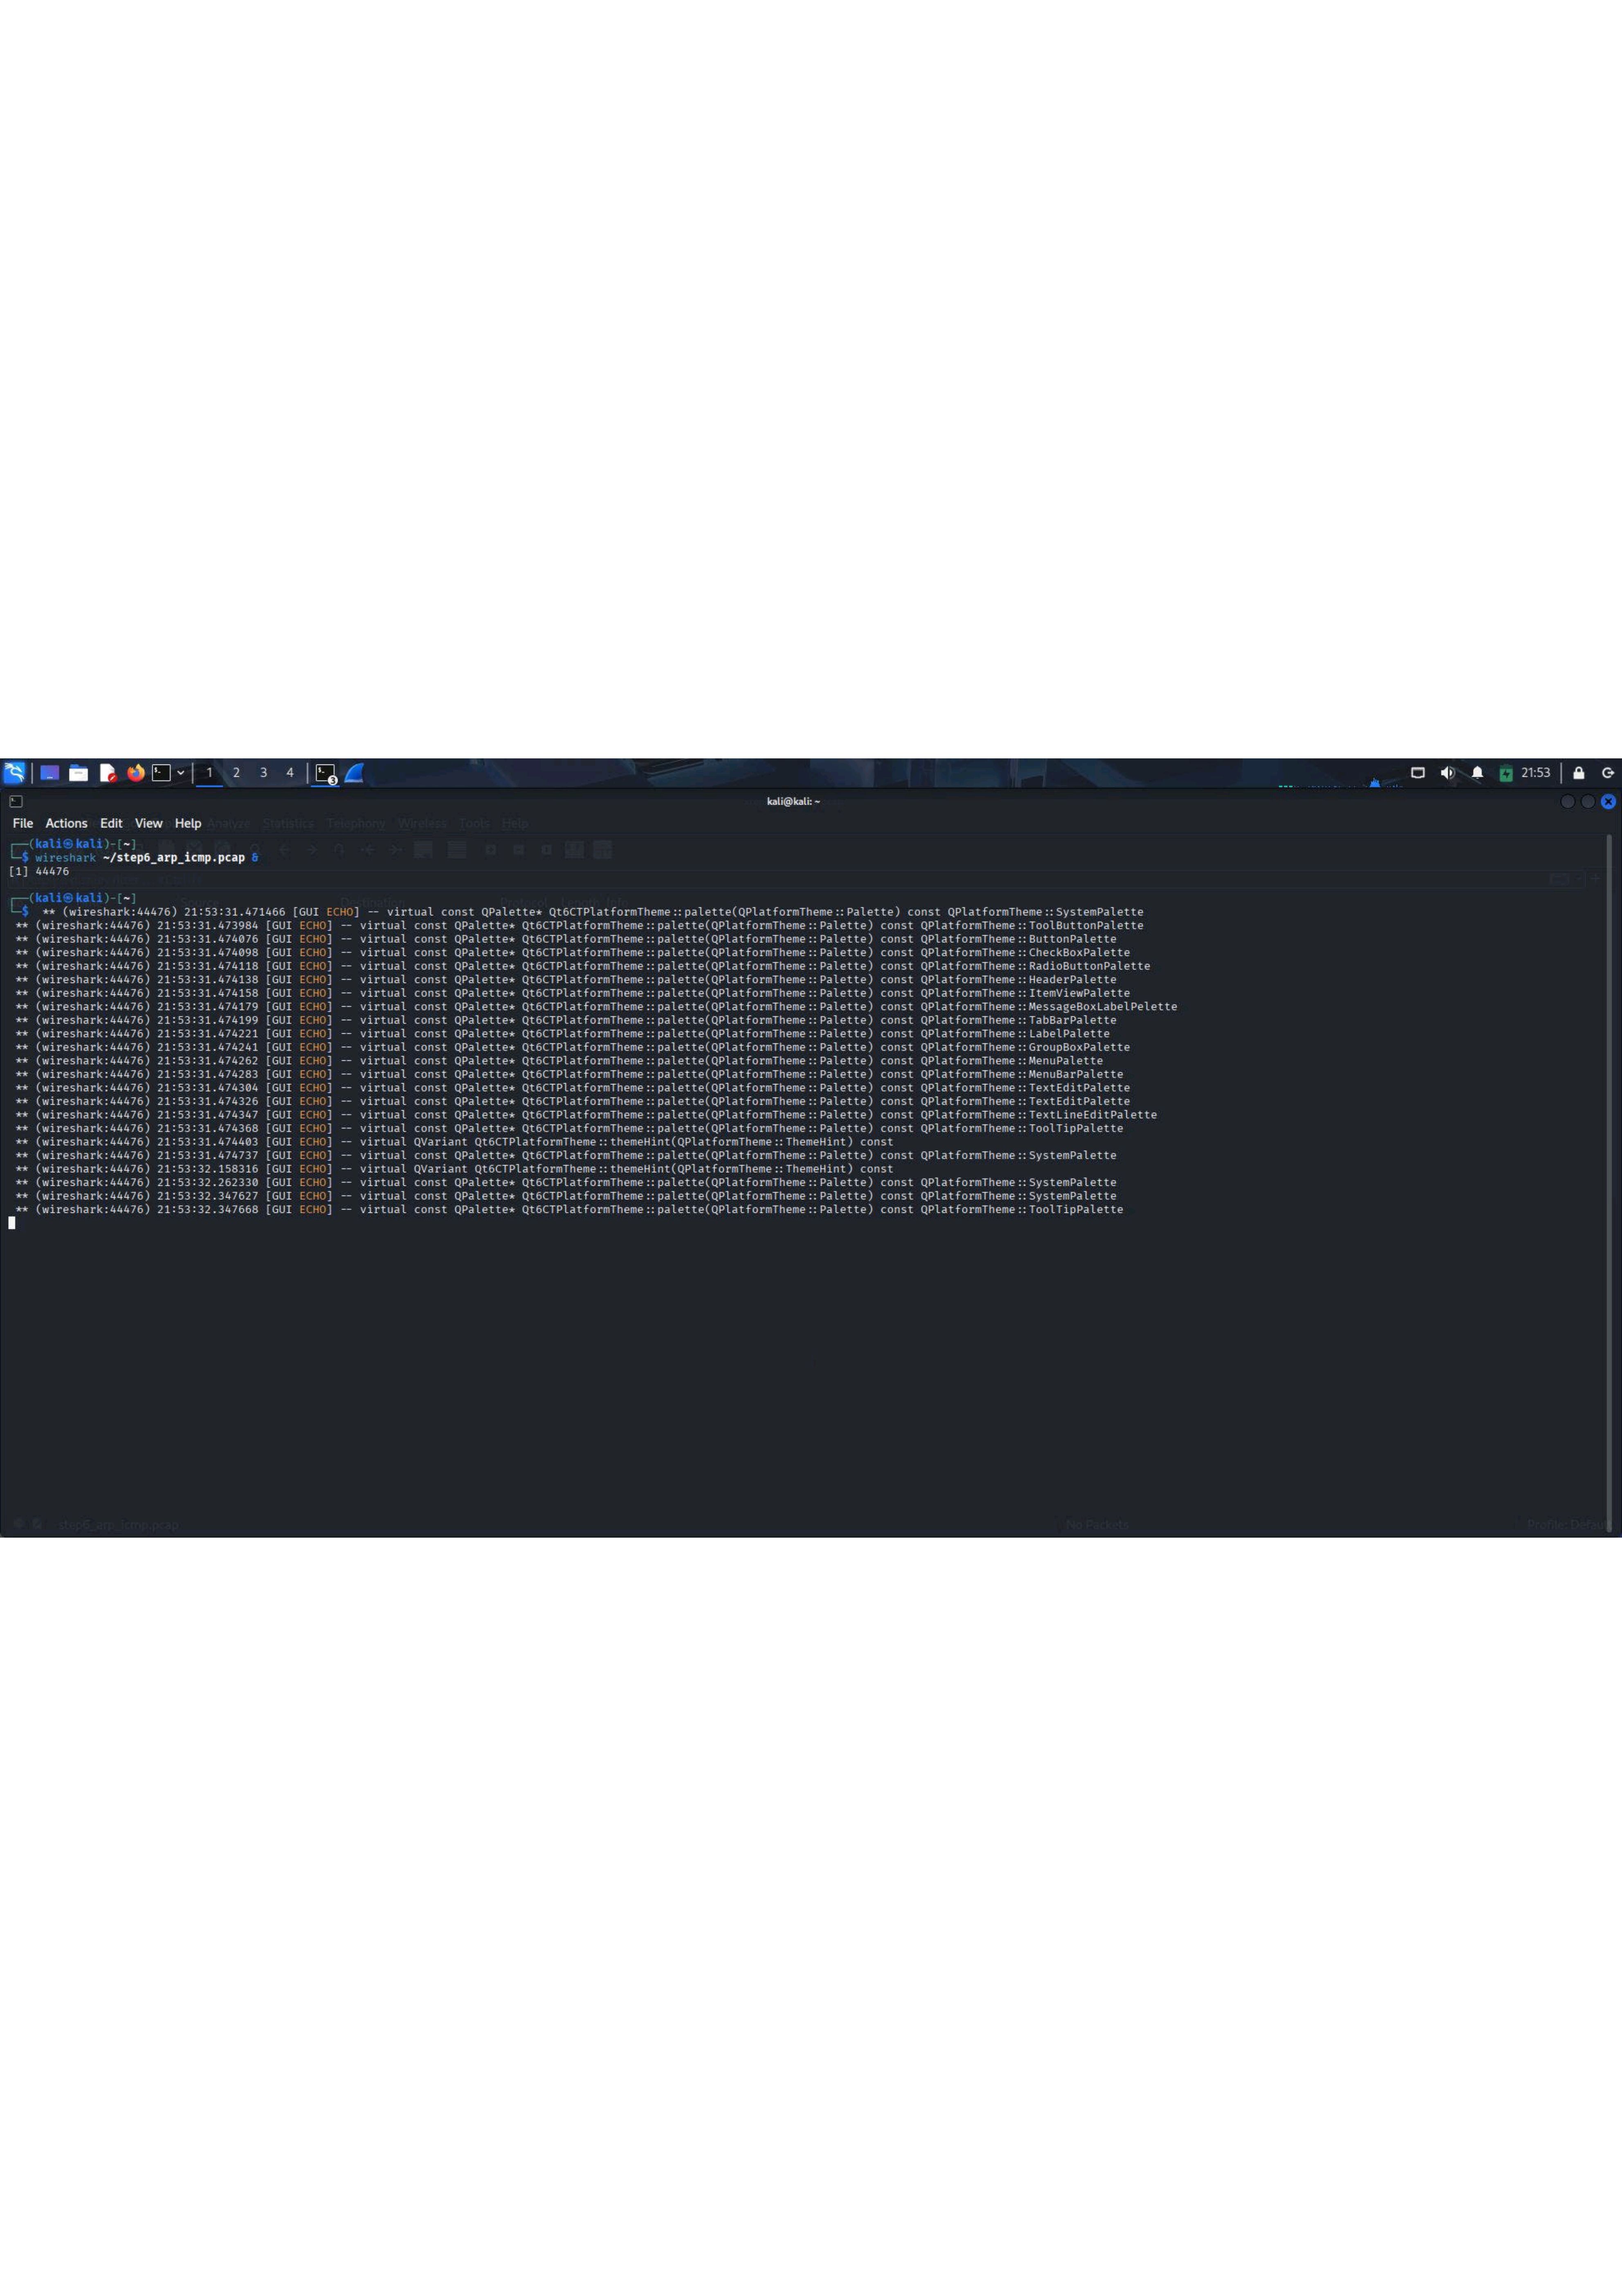 1 2 3 4 3 21:53
kali@kali: ~
File Actions Edit View Help Analyze Statistics Telephony Wireless Tools Help
┌──(kali㉿kali)-[~]
└─$ wireshark ~/step6_arp_icmp.pcap &
[1] 44476
┌──(kali㉿kali)-[~]
└─$  ** (wireshark:44476) 21:53:31.471466 [GUI ECHO] -- virtual const QPalette* Qt6CTPlatformTheme::palette(QPlatformTheme::Palette) const QPlatformTheme::SystemPalette
** (wireshark:44476) 21:53:31.473984 [GUI ECHO] -- virtual const QPalette* Qt6CTPlatformTheme::palette(QPlatformTheme::Palette) const QPlatformTheme::ToolButtonPalette
** (wireshark:44476) 21:53:31.474076 [GUI ECHO] -- virtual const QPalette* Qt6CTPlatformTheme::palette(QPlatformTheme::Palette) const QPlatformTheme::ButtonPalette
** (wireshark:44476) 21:53:31.474098 [GUI ECHO] -- virtual const QPalette* Qt6CTPlatformTheme::palette(QPlatformTheme::Palette) const QPlatformTheme::CheckBoxPalette
** (wireshark:44476) 21:53:31.474118 [GUI ECHO] -- virtual const QPalette* Qt6CTPlatformTheme::palette(QPlatformTheme::Palette) const QPlatformTheme::RadioButtonPalette
** (wireshark:44476) 21:53:31.474138 [GUI ECHO] -- virtual const QPalette* Qt6CTPlatformTheme::palette(QPlatformTheme::Palette) const QPlatformTheme::HeaderPalette
** (wireshark:44476) 21:53:31.474158 [GUI ECHO] -- virtual const QPalette* Qt6CTPlatformTheme::palette(QPlatformTheme::Palette) const QPlatformTheme::ItemViewPalette
** (wireshark:44476) 21:53:31.474179 [GUI ECHO] -- virtual const QPalette* Qt6CTPlatformTheme::palette(QPlatformTheme::Palette) const QPlatformTheme::MessageBoxLabelPelette
** (wireshark:44476) 21:53:31.474199 [GUI ECHO] -- virtual const QPalette* Qt6CTPlatformTheme::palette(QPlatformTheme::Palette) const QPlatformTheme::TabBarPalette
** (wireshark:44476) 21:53:31.474221 [GUI ECHO] -- virtual const QPalette* Qt6CTPlatformTheme::palette(QPlatformTheme::Palette) const QPlatformTheme::LabelPalette
** (wireshark:44476) 21:53:31.474241 [GUI ECHO] -- virtual const QPalette* Qt6CTPlatformTheme::palette(QPlatformTheme::Palette) const QPlatformTheme::GroupBoxPalette
** (wireshark:44476) 21:53:31.474262 [GUI ECHO] -- virtual const QPalette* Qt6CTPlatformTheme::palette(QPlatformTheme::Palette) const QPlatformTheme::MenuPalette
** (wireshark:44476) 21:53:31.474283 [GUI ECHO] -- virtual const QPalette* Qt6CTPlatformTheme::palette(QPlatformTheme::Palette) const QPlatformTheme::MenuBarPalette
** (wireshark:44476) 21:53:31.474304 [GUI ECHO] -- virtual const QPalette* Qt6CTPlatformTheme::palette(QPlatformTheme::Palette) const QPlatformTheme::TextEditPalette
** (wireshark:44476) 21:53:31.474326 [GUI ECHO] -- virtual const QPalette* Qt6CTPlatformTheme::palette(QPlatformTheme::Palette) const QPlatformTheme::TextEditPalette
** (wireshark:44476) 21:53:31.474347 [GUI ECHO] -- virtual const QPalette* Qt6CTPlatformTheme::palette(QPlatformTheme::Palette) const QPlatformTheme::TextLineEditPalette
** (wireshark:44476) 21:53:31.474368 [GUI ECHO] -- virtual const QPalette* Qt6CTPlatformTheme::palette(QPlatformTheme::Palette) const QPlatformTheme::ToolTipPalette
** (wireshark:44476) 21:53:31.474403 [GUI ECHO] -- virtual QVariant Qt6CTPlatformTheme::themeHint(QPlatformTheme::ThemeHint) const
** (wireshark:44476) 21:53:31.474737 [GUI ECHO] -- virtual const QPalette* Qt6CTPlatformTheme::palette(QPlatformTheme::Palette) const QPlatformTheme::SystemPalette
** (wireshark:44476) 21:53:32.158316 [GUI ECHO] -- virtual QVariant Qt6CTPlatformTheme::themeHint(QPlatformTheme::ThemeHint) const
** (wireshark:44476) 21:53:32.262330 [GUI ECHO] -- virtual const QPalette* Qt6CTPlatformTheme::palette(QPlatformTheme::Palette) const QPlatformTheme::SystemPalette
** (wireshark:44476) 21:53:32.347627 [GUI ECHO] -- virtual const QPalette* Qt6CTPlatformTheme::palette(QPlatformTheme::Palette) const QPlatformTheme::SystemPalette
** (wireshark:44476) 21:53:32.347668 [GUI ECHO] -- virtual const QPalette* Qt6CTPlatformTheme::palette(QPlatformTheme::Palette) const QPlatformTheme::ToolTipPalette
step6_arp_icmp.pcap No Packets Profile: Default